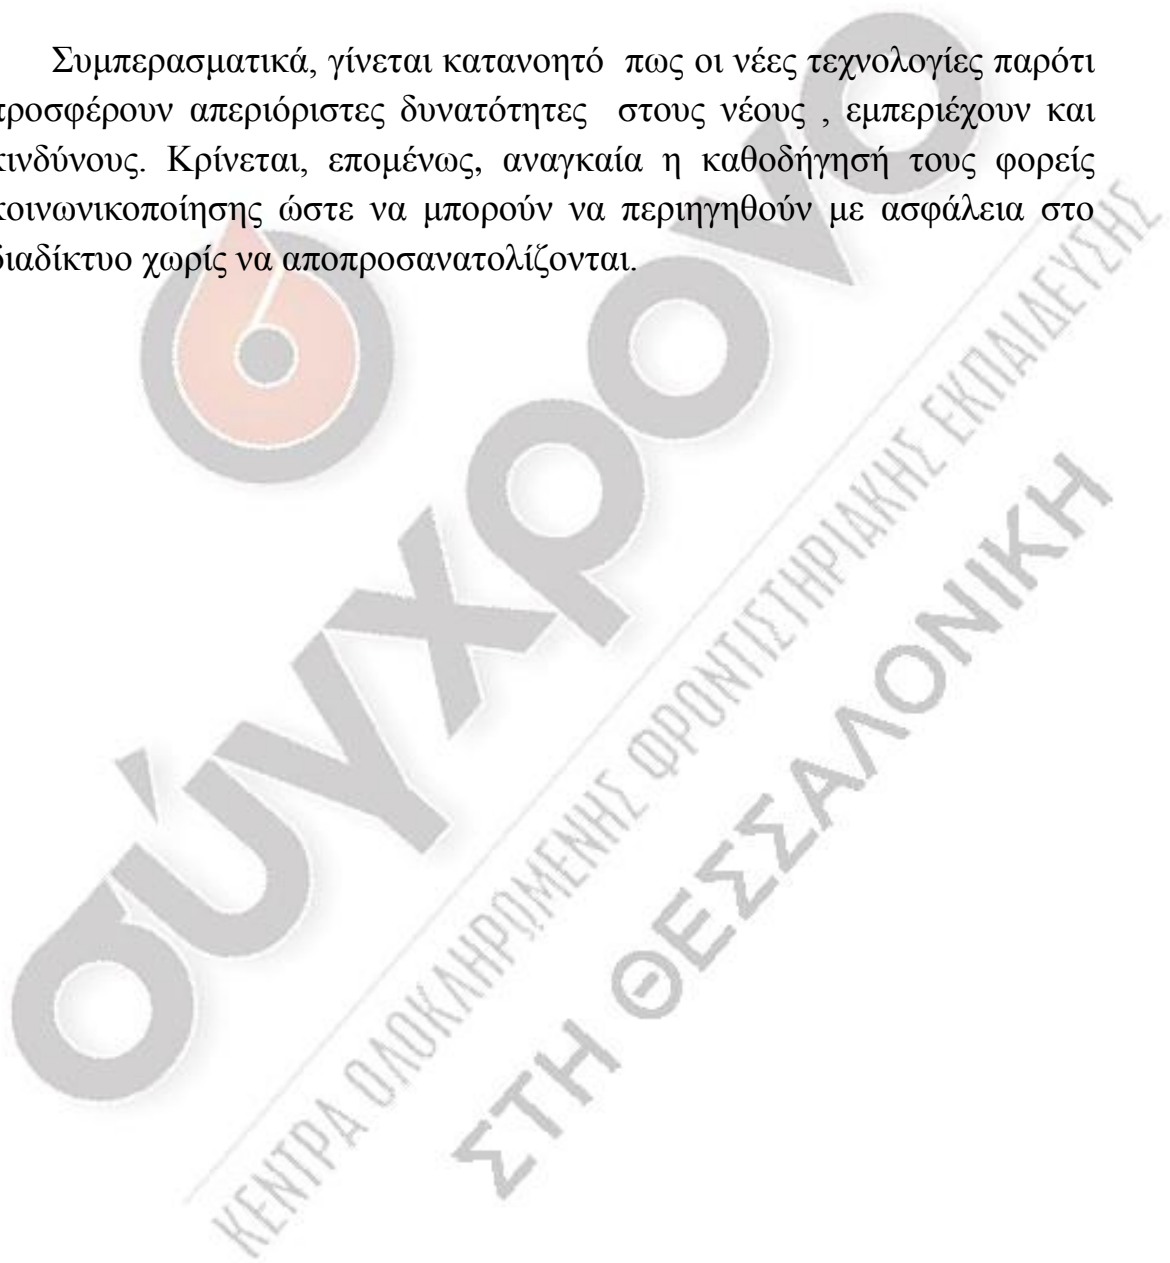 Συμπερασματικά, γίνεται κατανοητό πως οι νέες τεχνολογίες παρότι
προσφέρουν απεριόριστες δυνατότητες στους νέους , εμπεριέχουν και
κινδύνους. Κρίνεται, επομένως, αναγκαία η καθοδήγησή τους φορείς
κοινωνικοποίησης ώστε να μπορούν να περιηγηθούν με ασφάλεια στο
διαδίκτυο χωρίς να αποπροσανατολίζονται.
σύγχρονο
ΚΕΝΤΡΑ ΟΛΟΚΛΗΡΩΜΕΝΗΣ ΦΡΟΝΤΙΣΤΗΡΙΑΚΗΣ ΕΚΠΑΙΔΕΥΣΗΣ
ΣΤΗ ΘΕΣΣΑΛΟΝΙΚΗ